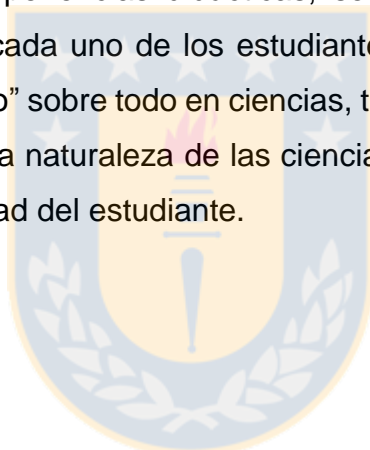 cada uno de los estudiante
o” sobre todo en ciencias, t
a naturaleza de las ciencia
ad del estudiante.